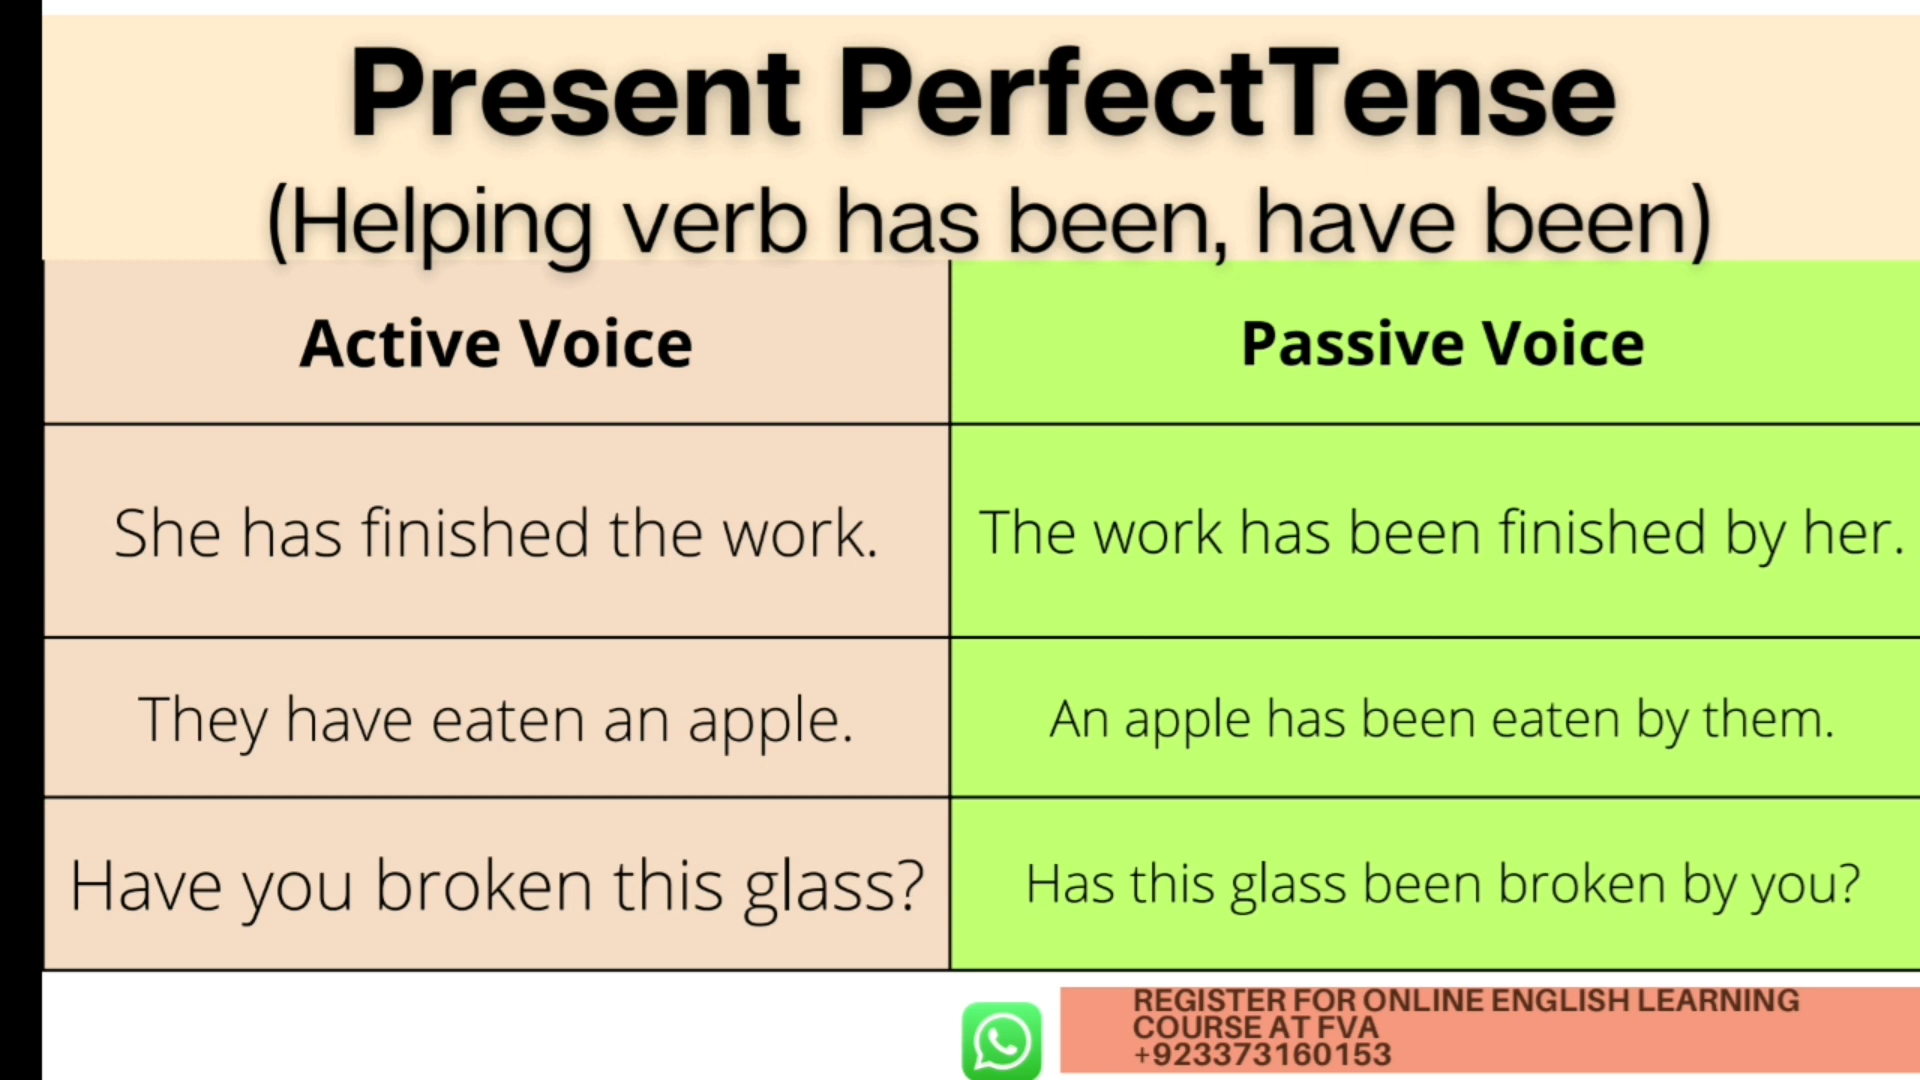 Present PerfectTense
(Helping verb has been, have been)
Active Voice
Passive Voice
She has finished the work.
The work has been finished by her.
They have eaten an apple.
An apple has been eaten by them.
Have you broken this glass?
Has this glass been broken by you?
REGISTER FOR ONLINE ENGLISH LEARNING
COURSE AT FVA
+923373160153